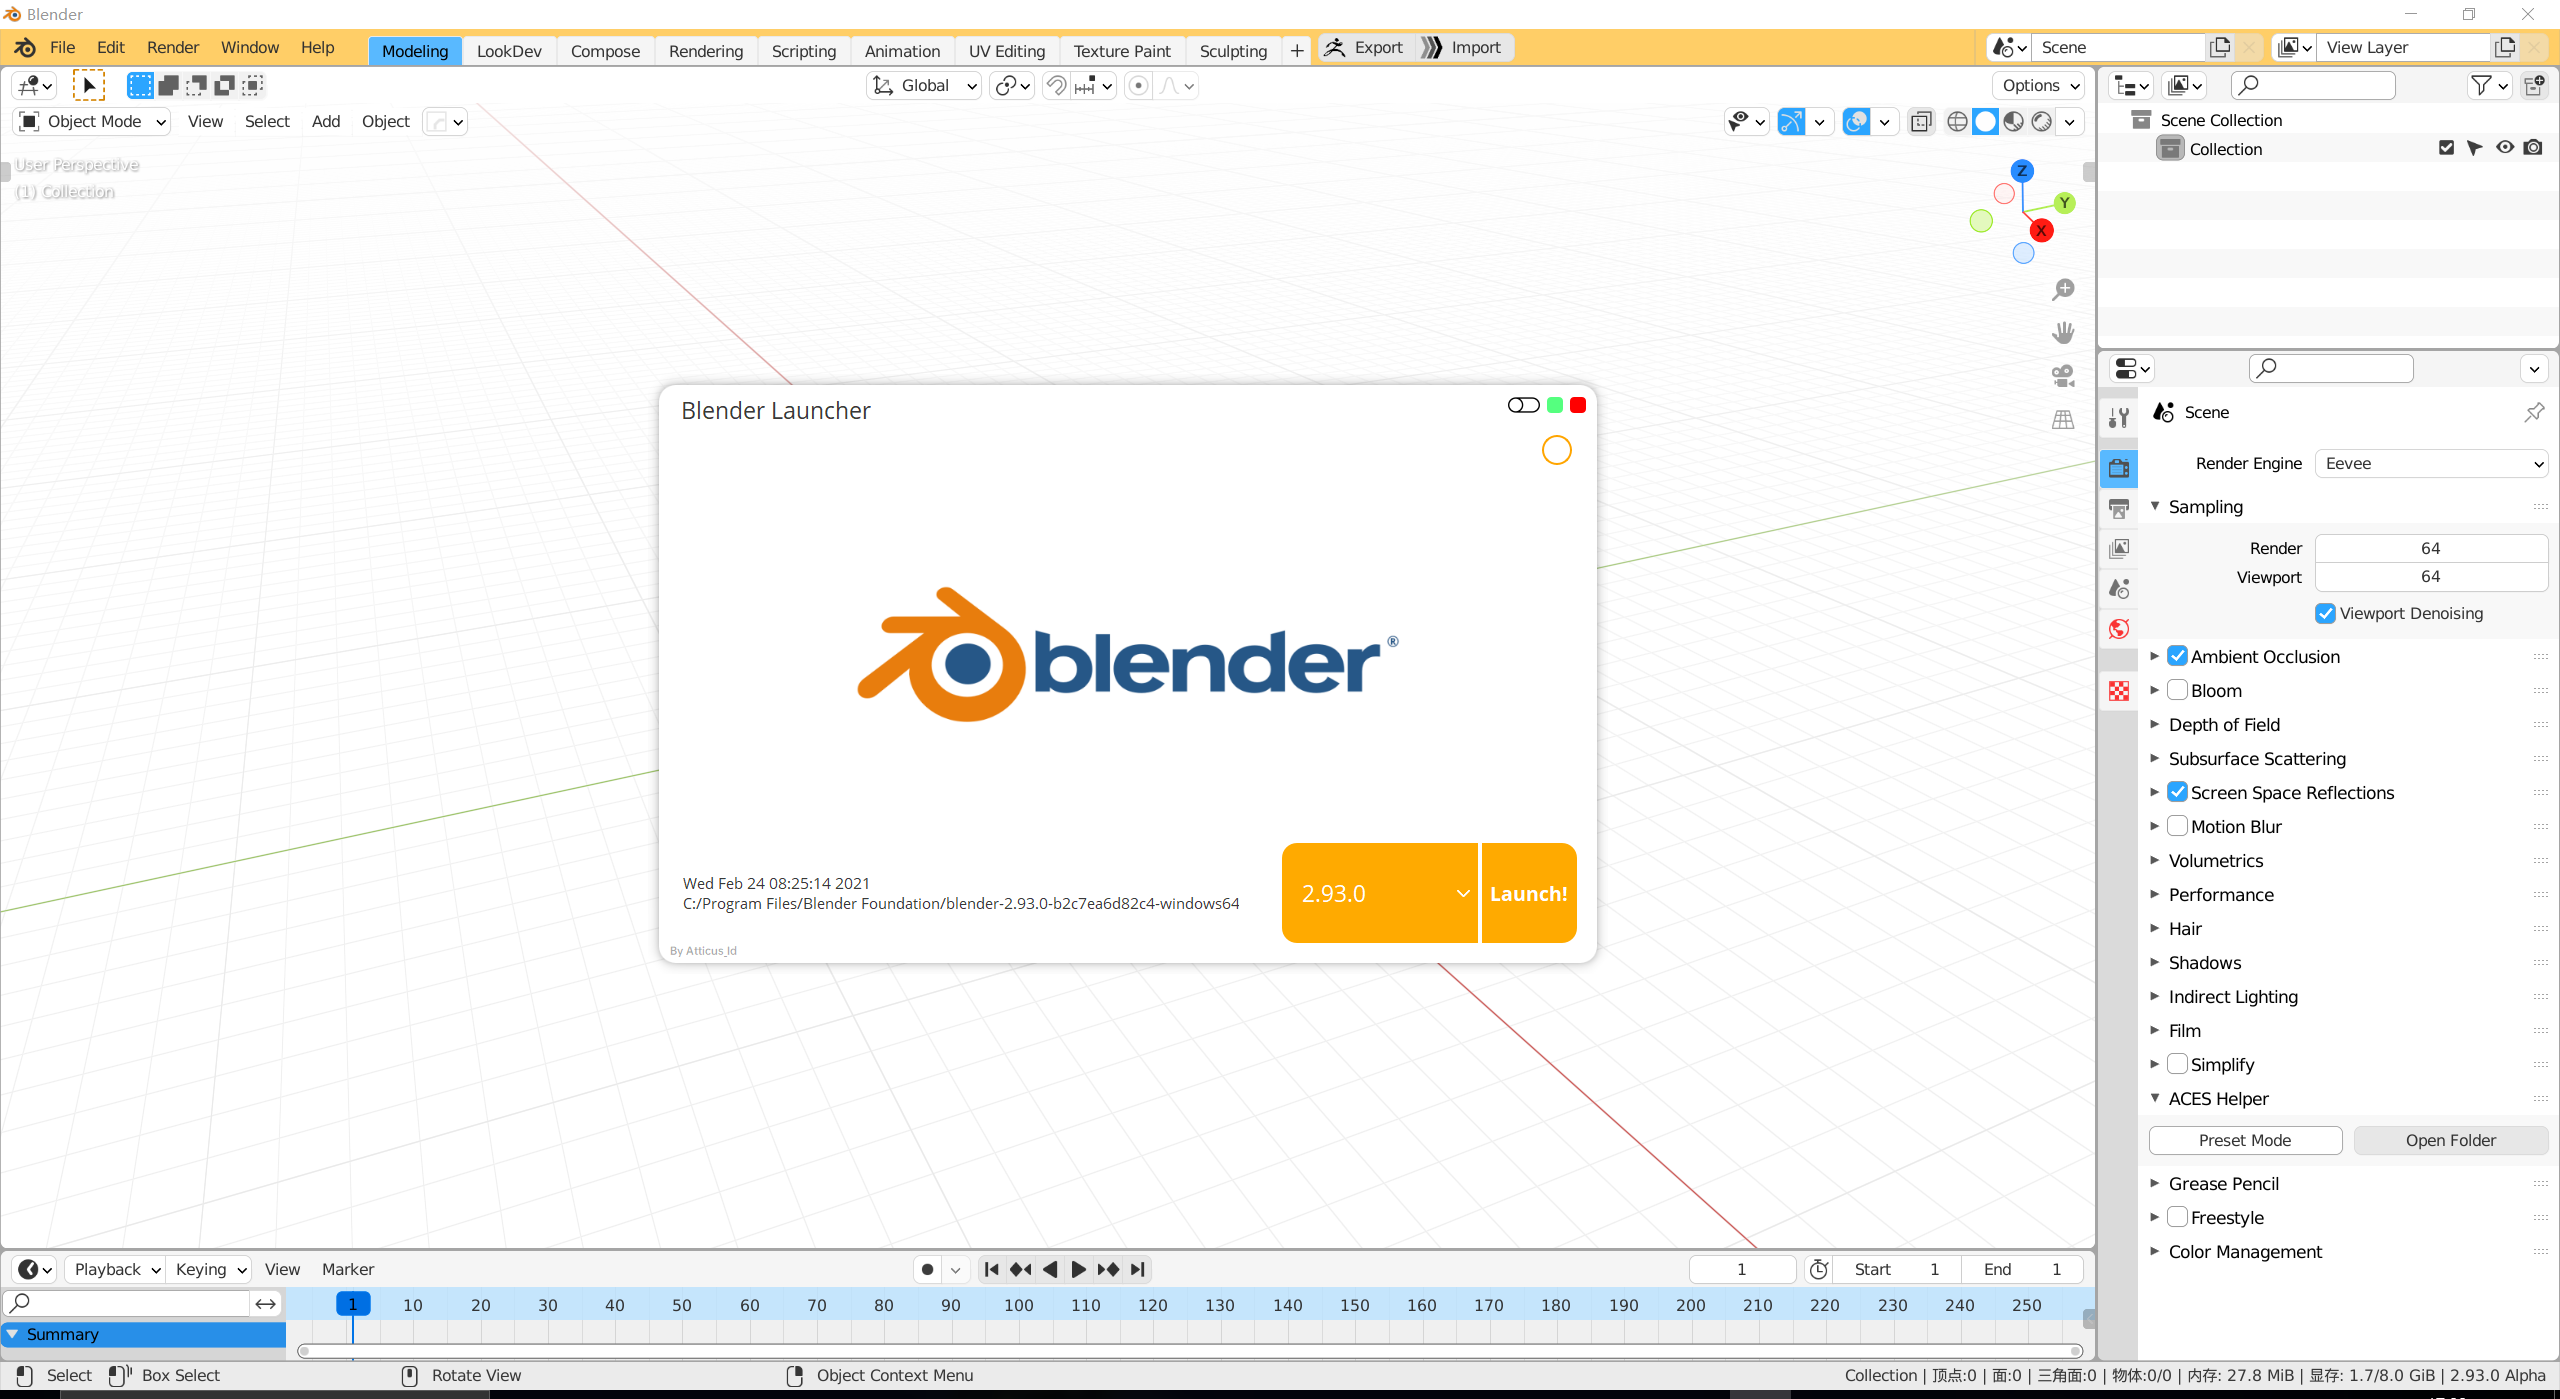 Blender
File Edit Render Window Help Modeling LookDev Compose Rendering Scripting Animation UV Editing Texture Paint Sculpting + Export Import Scene View Layer
Global Options
Object Mode View Select Add Object
User Perspective
(1) Collection
Z
Y
X
Scene Collection
Collection
Blender Launcher
blender®
Wed Feb 24 08:25:14 2021
C:/Program Files/Blender Foundation/blender-2.93.0-b2c7ea6d82c4-windows64
2.93.0 Launch!
By Atticus_ld
Scene
Render Engine Eevee
Sampling
Render 64
Viewport 64
Viewport Denoising
Ambient Occlusion
Bloom
Depth of Field
Subsurface Scattering
Screen Space Reflections
Motion Blur
Volumetrics
Performance
Hair
Shadows
Indirect Lighting
Film
Simplify
ACES Helper
Preset Mode Open Folder
Grease Pencil
Freestyle
Color Management
Playback Keying View Marker 1 Start 1 End 1
1 10 20 30 40 50 60 70 80 90 100 110 120 130 140 150 160 170 180 190 200 210 220 230 240 250
Summary
Select Box Select Rotate View Object Context Menu Collection | 顶点:0 | 面:0 | 三角面:0 | 物体:0/0 | 内存: 27.8 MiB | 显存: 1.7/8.0 GiB | 2.93.0 Alpha